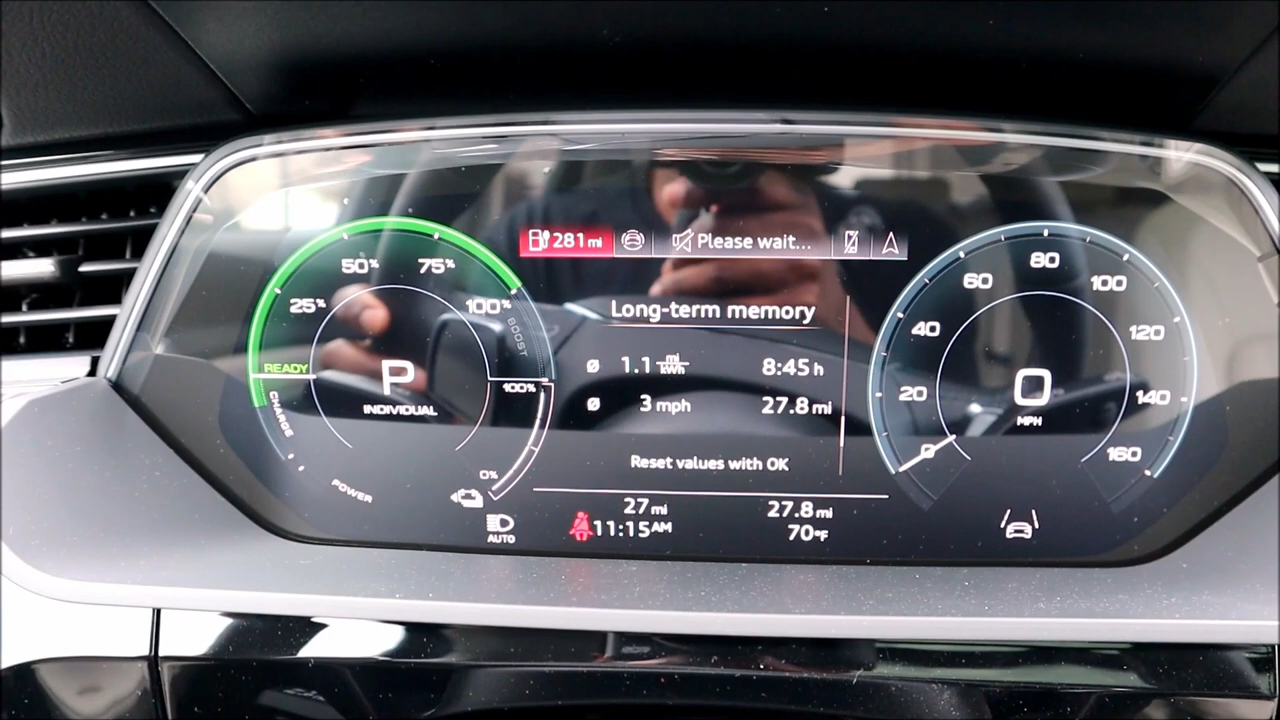 281 mi Please wait...
50% 75%
25% 100%
BOOST
READY
100%
P
INDIVIDUAL
CHARGE
POWER
0%
AUTO
Long-term memory
Ø 1.1 mi/kWh 8:45 h
Ø 3 mph 27.8 mi
Reset values with OK
27 mi 27.8 mi
11:15 AM 70°F
80
60 100
40 120
20 140
0 160
0
MPH